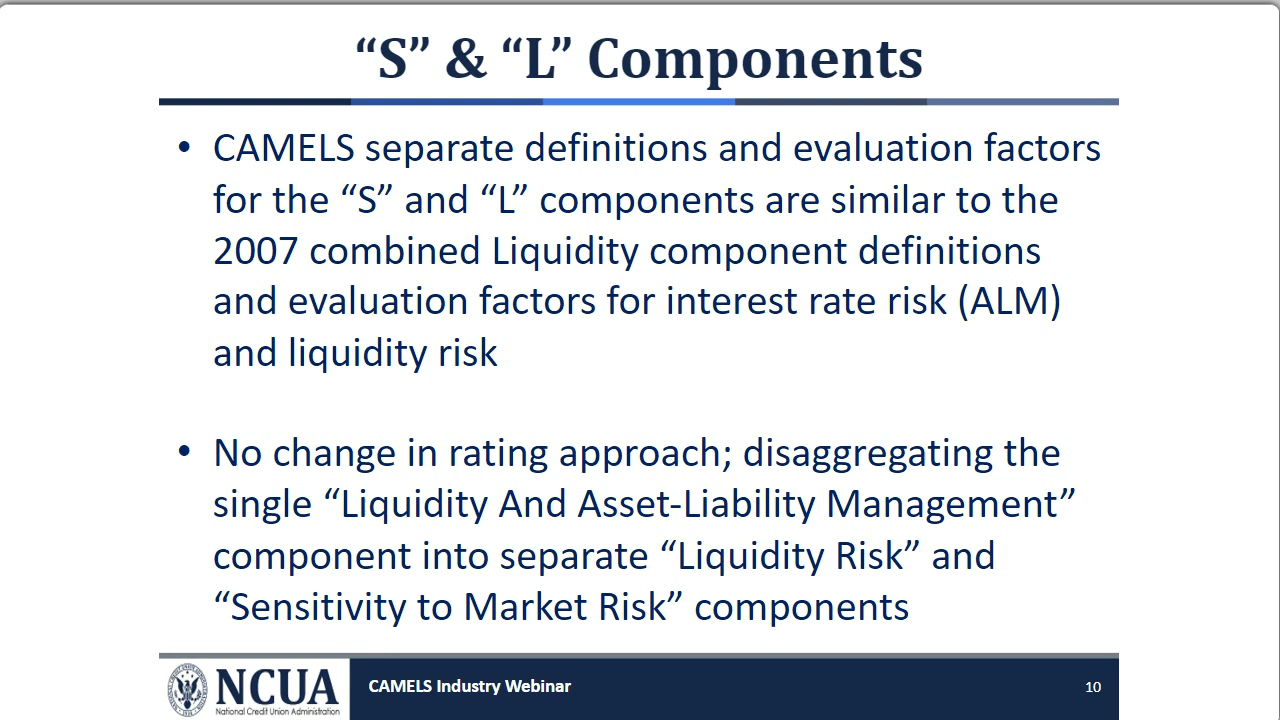 “S” & “L” Components
• CAMELS separate definitions and evaluation factors
for the “S” and “L” components are similar to the
2007 combined Liquidity component definitions
and evaluation factors for interest rate risk (ALM)
and liquidity risk
• No change in rating approach; disaggregating the
single “Liquidity And Asset-Liability Management”
component into separate “Liquidity Risk” and
“Sensitivity to Market Risk” components
NCUA
National Credit Union Administration
CAMELS Industry Webinar
10